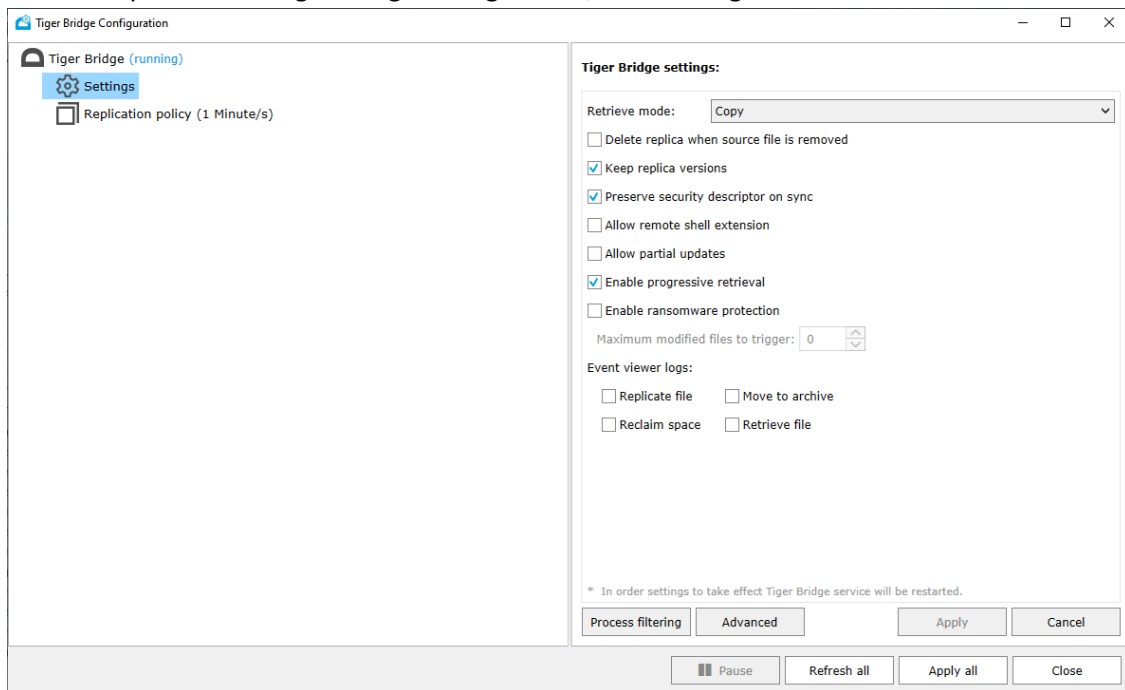 Tiger Bridge Configuration
Tiger Bridge (running)
Settings
Replication policy (1 Minute/s)
Tiger Bridge settings:
Retrieve mode: Copy
Delete replica when source file is removed
Keep replica versions
Preserve security descriptor on sync
Allow remote shell extension
Allow partial updates
Enable progressive retrieval
Enable ransomware protection
Maximum modified files to trigger: 0
Event viewer logs:
Replicate file Move to archive
Reclaim space Retrieve file
* In order settings to take effect Tiger Bridge service will be restarted.
Process filtering Advanced Apply Cancel
Pause Refresh all Apply all Close